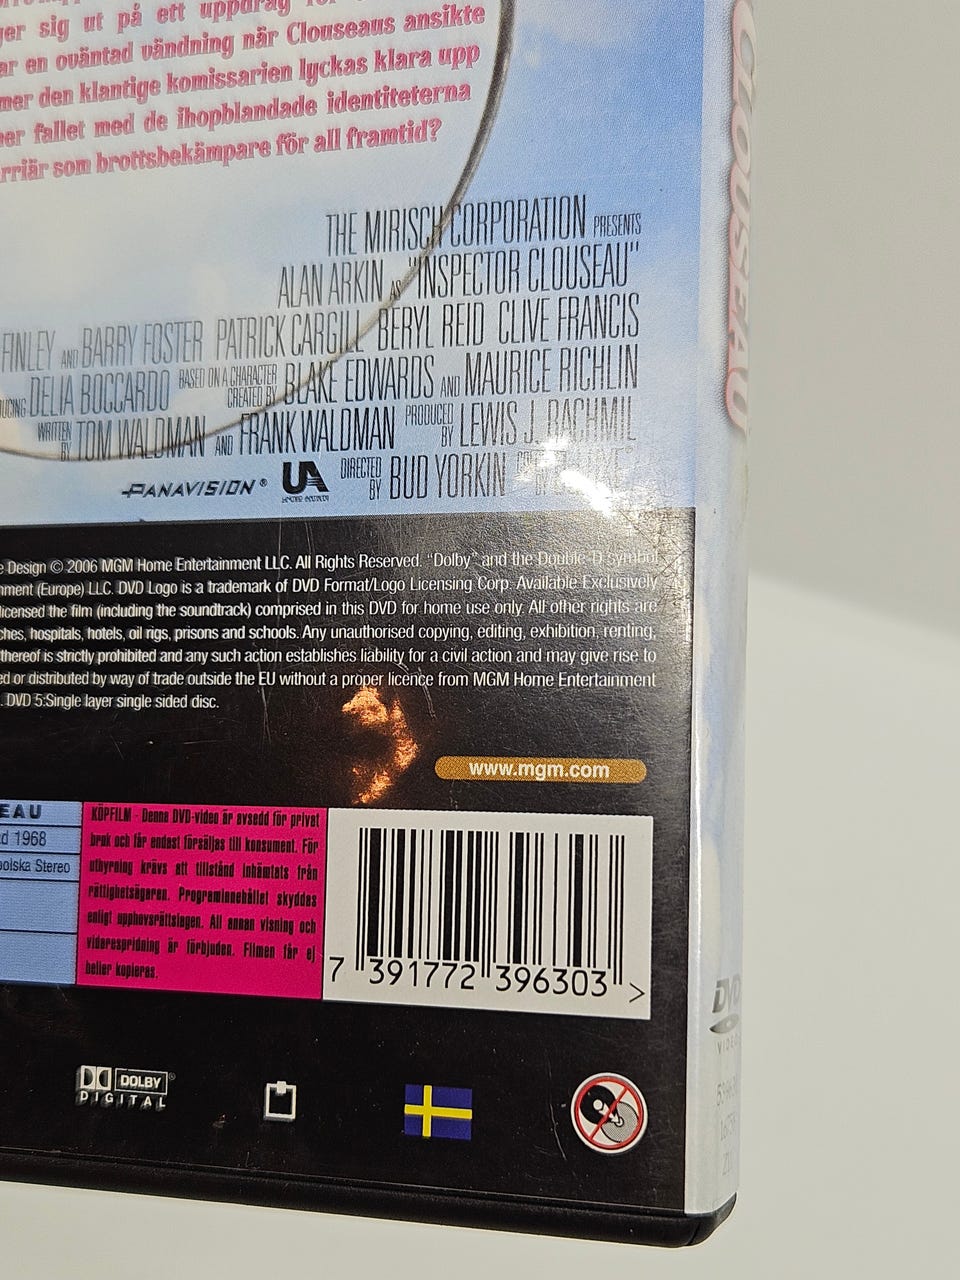 er sig ut på ett uppdrag
ar en oväntad vändning när Clouseaus ansikte
mer den klantige komissarien lyckas klara upp
er fallet med de ihopblandade identiteterna
rriär som brottsbekämpare för all framtid?
THE MIRISCH CORPORATION PRESENTS
ALAN ARKIN AS "INSPECTOR CLOUSEAU"
FINLEY AND BARRY FOSTER PATRICK CARGILL BERYL REID CLIVE FRANCIS
UCING DELIA BOCCARDO BASED ON A CHARACTER CREATED BY BLAKE EDWARDS AND MAURICE RICHLIN
WRITTEN BY TOM WALDMAN AND FRANK WALDMAN PRODUCED BY LEWIS J. RACHMIL
PANAVISION® UA UNITED ARTISTS DIRECTED BY BUD YORKIN
e Design © 2006 MGM Home Entertainment LLC. All Rights Reserved. "Dolby" and the Double-D symbol
nment (Europe) LLC. DVD Logo is a trademark of DVD Format/Logo Licensing Corp. Available Exclusively
licensed the film (including the soundtrack) comprised in this DVD for home use only. All other rights are
ches, hospitals, hotels, oil rigs, prisons and schools. Any unauthorised copying, editing, exhibition, renting,
thereof is strictly prohibited and any such action establishes liability for a civil action and may give rise to
ed or distributed by way of trade outside the EU without a proper licence from MGM Home Entertainment
. DVD 5:Single layer single sided disc.
www.mgm.com
EAU
d 1968
olska Stereo
KÖPFILM - Denna DVD-video är avsedd för privat
bruk och får endast försäljas till konsument. För
uthyrning krävs att tillstånd inhämtats från
rättighetsägaren. Programinnehållet skyddas
enligt upphovsrättslagen. All annan visning och
vidarespridning är förbjuden. Filmen får ej
heller kopieras.
7 391772 396303 >
DOLBY
DIGITAL
CLOUSEAU
DVD
VIDEO